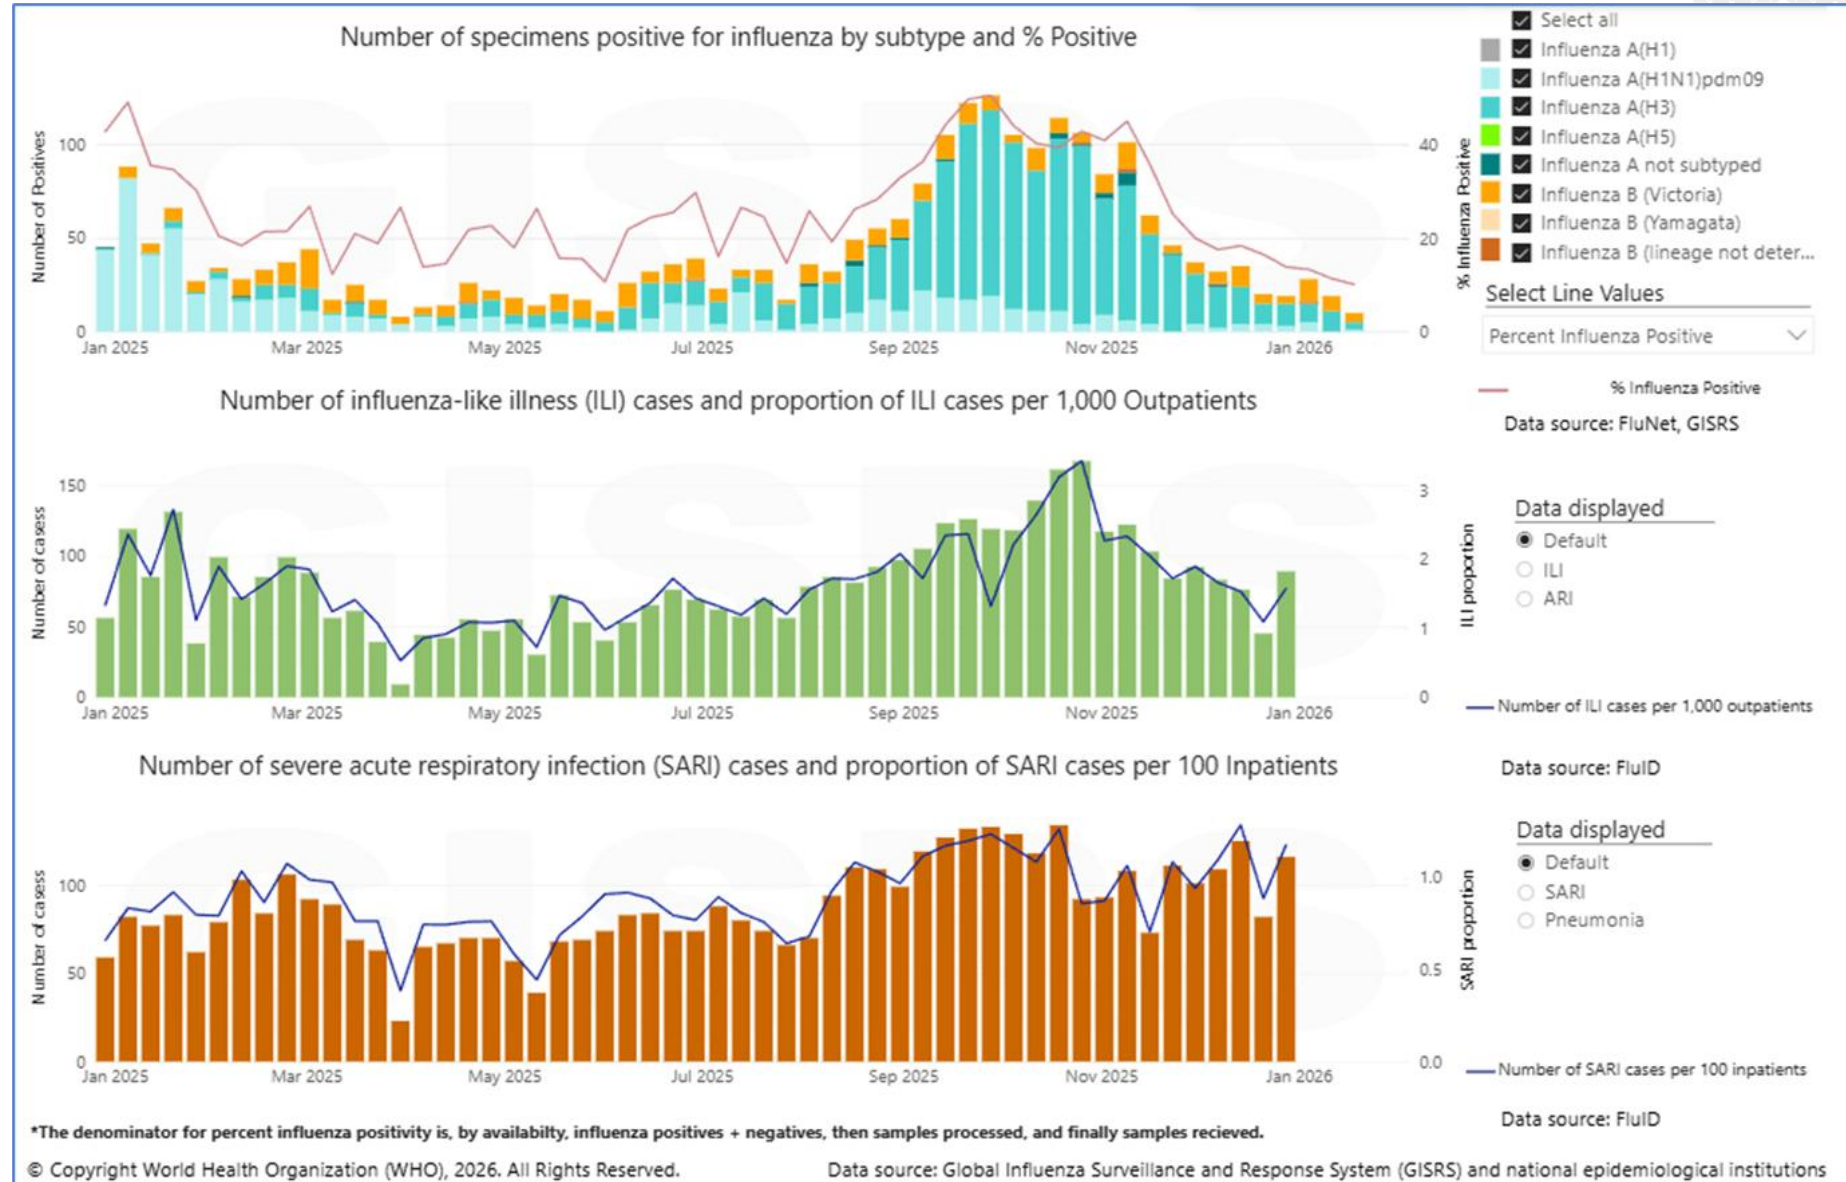 Number of specimens positive for influenza by subtype and % Positive
Number of Positives
100
50
0
40
20
0
% Influenza Positive
Jan 2025 Mar 2025 May 2025 Jul 2025 Sep 2025 Nov 2025 Jan 2026
Select all
Influenza A(H1)
Influenza A(H1N1)pdm09
Influenza A(H3)
Influenza A(H5)
Influenza A not subtyped
Influenza B (Victoria)
Influenza B (Yamagata)
Influenza B (lineage not deter...
Select Line Values
Percent Influenza Positive
% Influenza Positive
Data source: FluNet, GISRS
Number of influenza-like illness (ILI) cases and proportion of ILI cases per 1,000 Outpatients
Number of casess
150
100
50
0
3
2
1
0
ILI proportion
Jan 2025 Mar 2025 May 2025 Jul 2025 Sep 2025 Nov 2025 Jan 2026
Data displayed
Default
ILI
ARI
Number of ILI cases per 1,000 outpatients
Data source: FluID
Number of severe acute respiratory infection (SARI) cases and proportion of SARI cases per 100 Inpatients
Number of casess
100
50
0
1.0
0.5
0.0
SARI proportion
Jan 2025 Mar 2025 May 2025 Jul 2025 Sep 2025 Nov 2025 Jan 2026
Data displayed
Default
SARI
Pneumonia
Number of SARI cases per 100 inpatients
Data source: FluID
*The denominator for percent influenza positivity is, by availabilty, influenza positives + negatives, then samples processed, and finally samples recieved.
© Copyright World Health Organization (WHO), 2026. All Rights Reserved.
Data source: Global Influenza Surveillance and Response System (GISRS) and national epidemiological institutions
GISRS
GISRS
GISRS